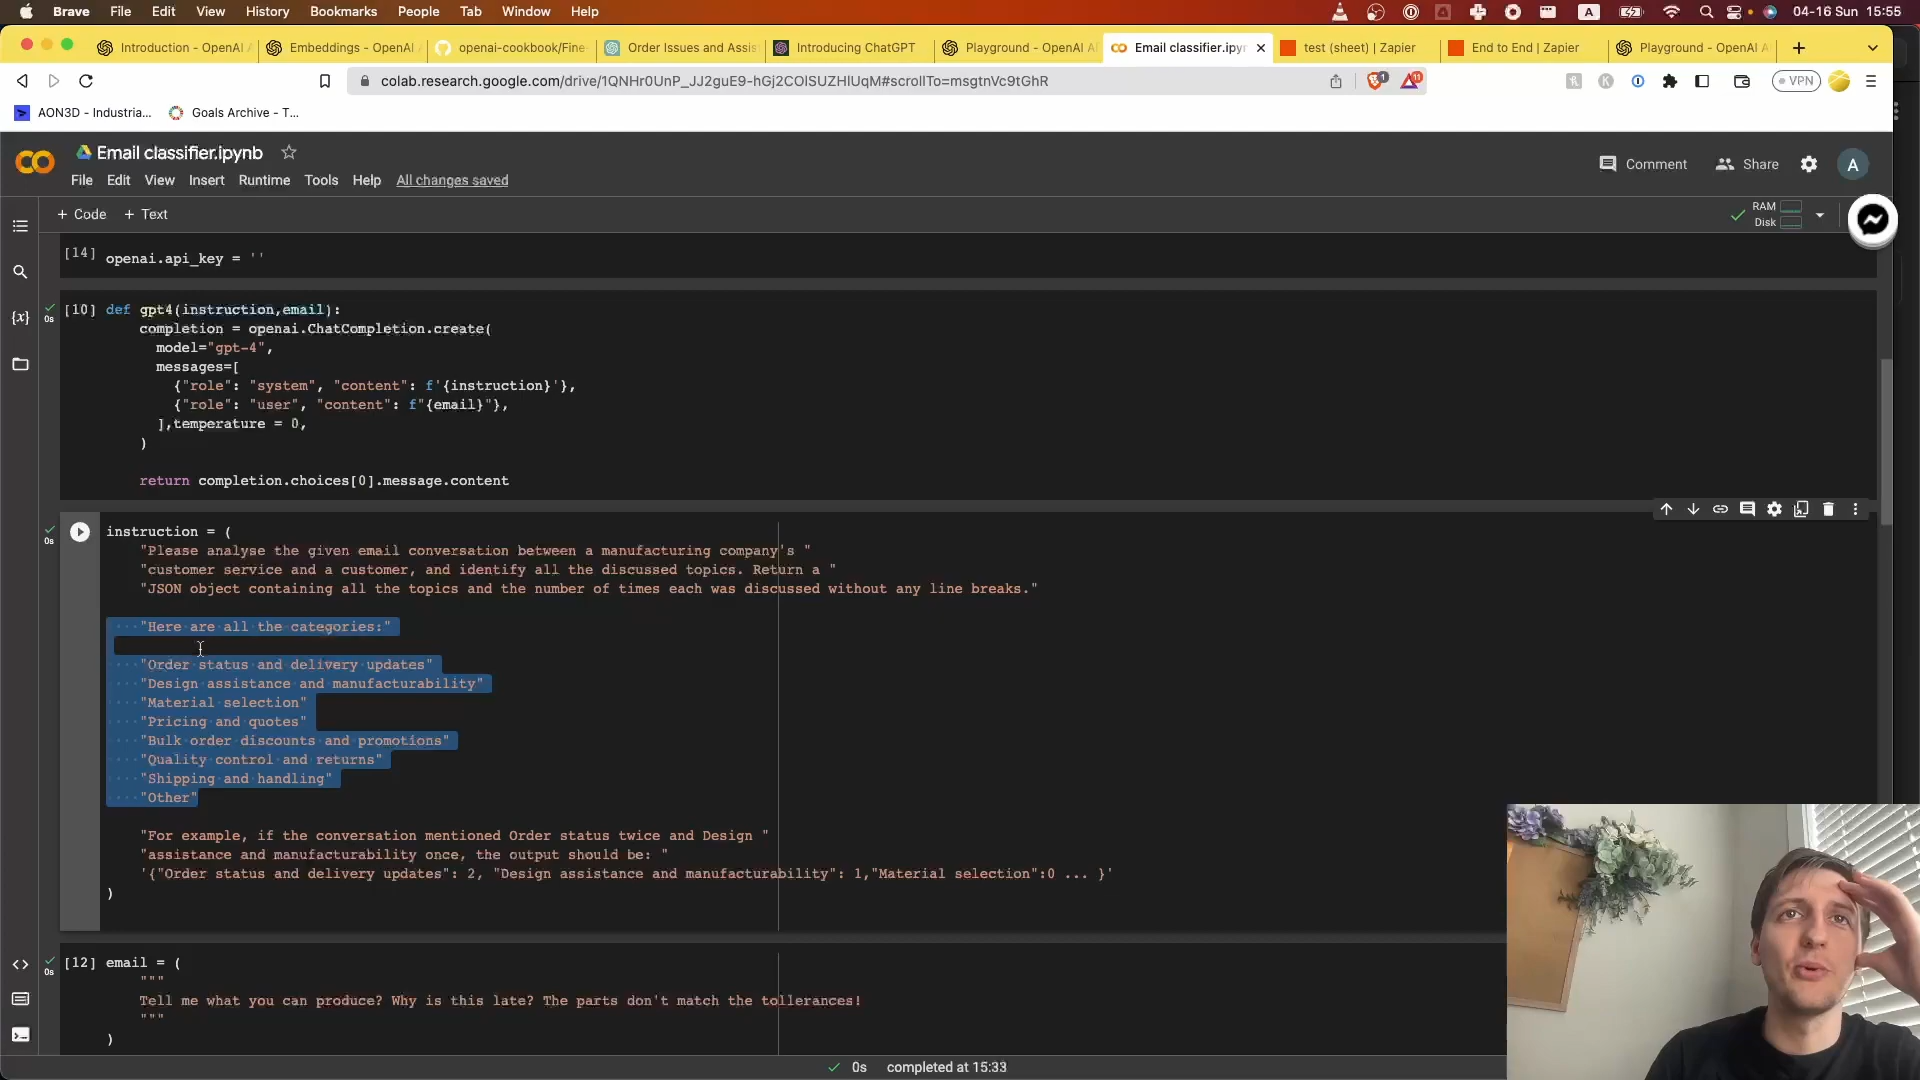 Brave File Edit View History Bookmarks People Tab Window Help 04-16 Sun 15:55
Introduction - OpenAI A Embeddings - OpenAI openai-cookbook/Fine- Order Issues and Assis Introducing ChatGPT Playground - OpenAI A Email classifier.ipyn test (sheet) | Zapier End to End | Zapier Playground - OpenAI A
colab.research.google.com/drive/1QNHr0UnP_JJ2guE9-hGj2COlSUZHlUqM#scrollTo=msgtnVc9tGhR 1 11 VPN
AON3D - Industria... Goals Archive - T...
Email classifier.ipynb
Comment Share A
File Edit View Insert Runtime Tools Help All changes saved
+ Code + Text
RAM
Disk
[14] openai.api_key = ''
[10] def gpt4(instruction,email):
0s
completion = openai.ChatCompletion.create(
model="gpt-4",
messages=[
{"role": "system", "content": f'{instruction}'},
{"role": "user", "content": f"{email}"},
],temperature = 0,
)
return completion.choices[0].message.content
instruction = (
0s
"Please analyse the given email conversation between a manufacturing company's "
"customer service and a customer, and identify all the discussed topics. Return a "
"JSON object containing all the topics and the number of times each was discussed without any line breaks."
"Here are all the categories:"
"Order status and delivery updates"
"Design assistance and manufacturability"
"Material selection"
"Pricing and quotes"
"Bulk order discounts and promotions"
"Quality control and returns"
"Shipping and handling"
"Other"
"For example, if the conversation mentioned Order status twice and Design "
"assistance and manufacturability once, the output should be: "
'{"Order status and delivery updates": 2, "Design assistance and manufacturability": 1,"Material selection":0 ... }'
)
[12] email = (
0s
"""
Tell me what you can produce? Why is this late? The parts don't match the tollerances!
"""
)
0s completed at 15:33